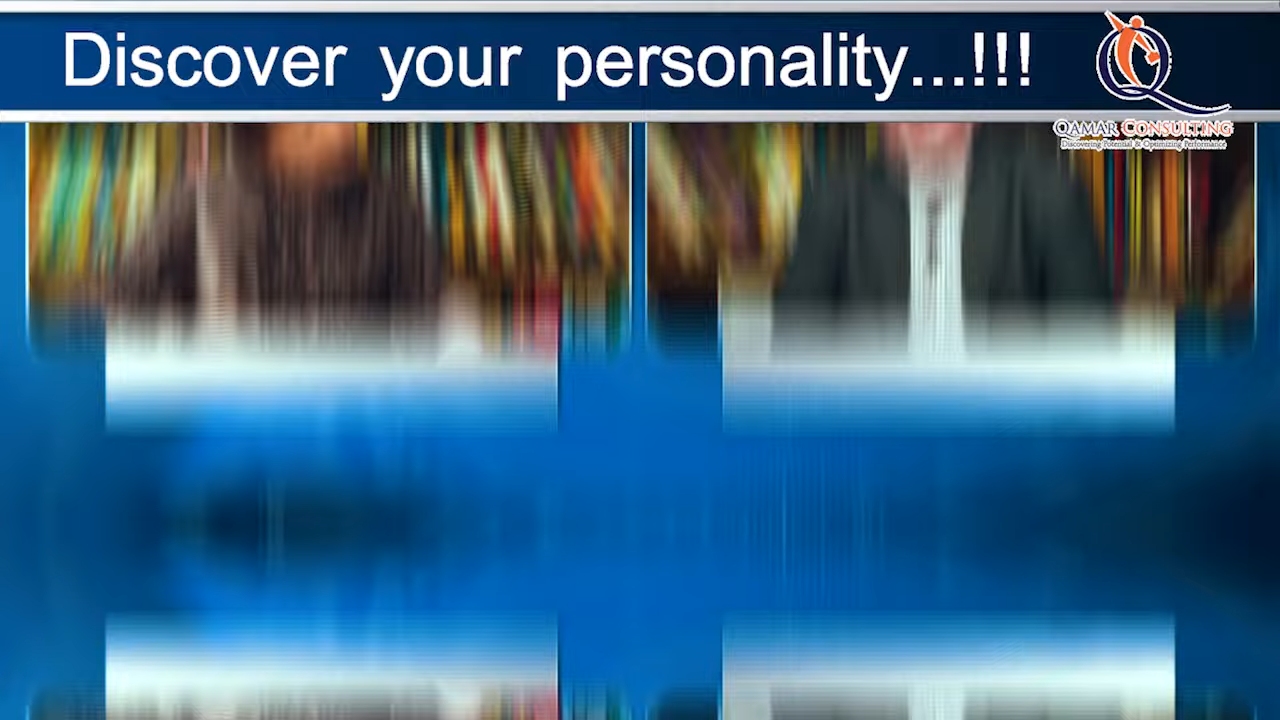 Discover your personality...!!!
QAMAR CONSULTING
Discovering Potential & Optimizing Performance